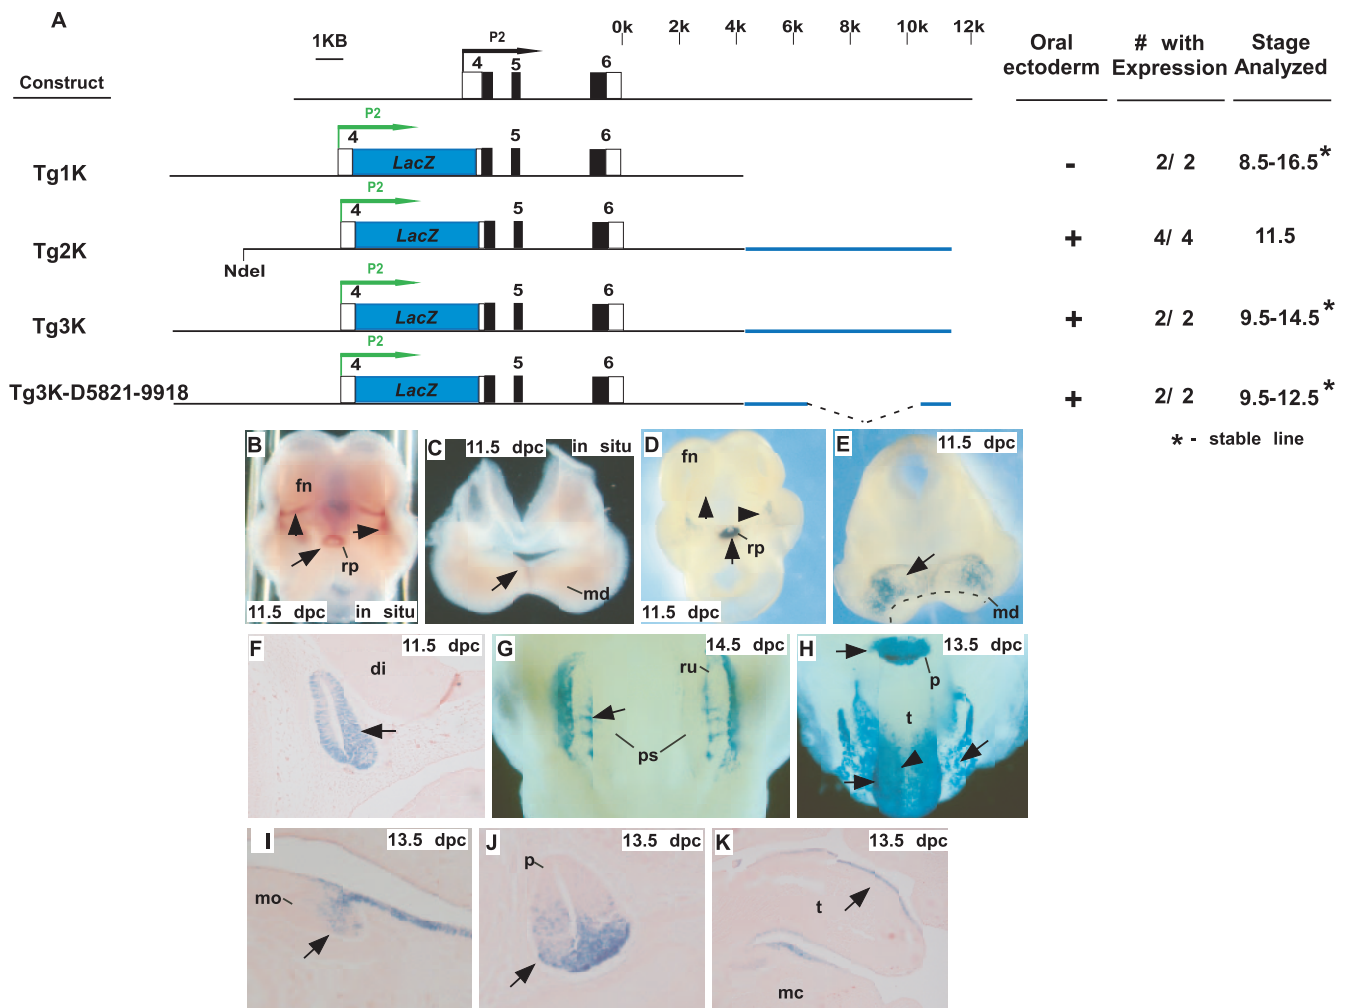 A
1KB
P2
0k 2k 4k 6k 8k 10k 12k
Construct
4 5 6
Oral ectoderm
# with Expression
Stage Analyzed
P2
4 5 6
Tg1K
LacZ
- 2/ 2 8.5-16.5*
P2
4 5 6
Tg2K
LacZ
+ 4/ 4 11.5
NdeI
P2
4 5 6
Tg3K
LacZ
+ 2/ 2 9.5-14.5*
P2
4 5 6
Tg3K-D5821-9918
LacZ
+ 2/ 2 9.5-12.5*
* - stable line
B
fn
rp
11.5 dpc in situ
C 11.5 dpc in situ
md
D
fn
rp
11.5 dpc
E 11.5 dpc
md
F 11.5 dpc
di
G 14.5 dpc
ru
ps
H 13.5 dpc
p
t
I 13.5 dpc
mo
J 13.5 dpc
p
K 13.5 dpc
t
mc